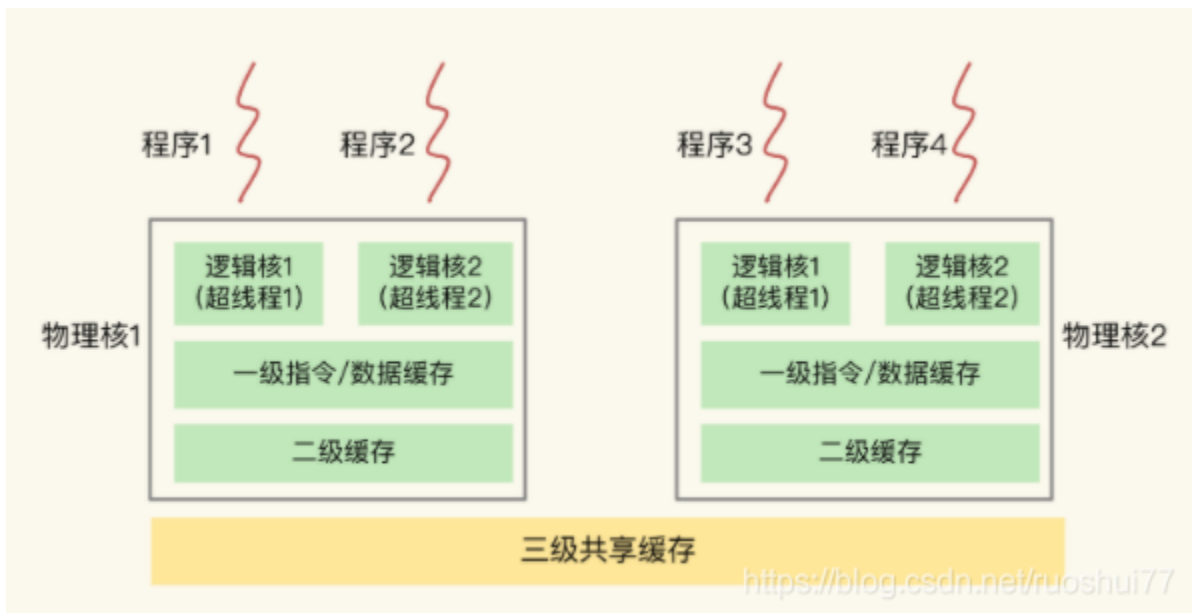 程序1
程序2
程序3
程序4
物理核1
逻辑核1
(超线程1)
逻辑核2
(超线程2)
一级指令/数据缓存
二级缓存
逻辑核1
(超线程1)
逻辑核2
(超线程2)
一级指令/数据缓存
二级缓存
物理核2
三级共享缓存
https://blog.csdn.net/ruoshui77